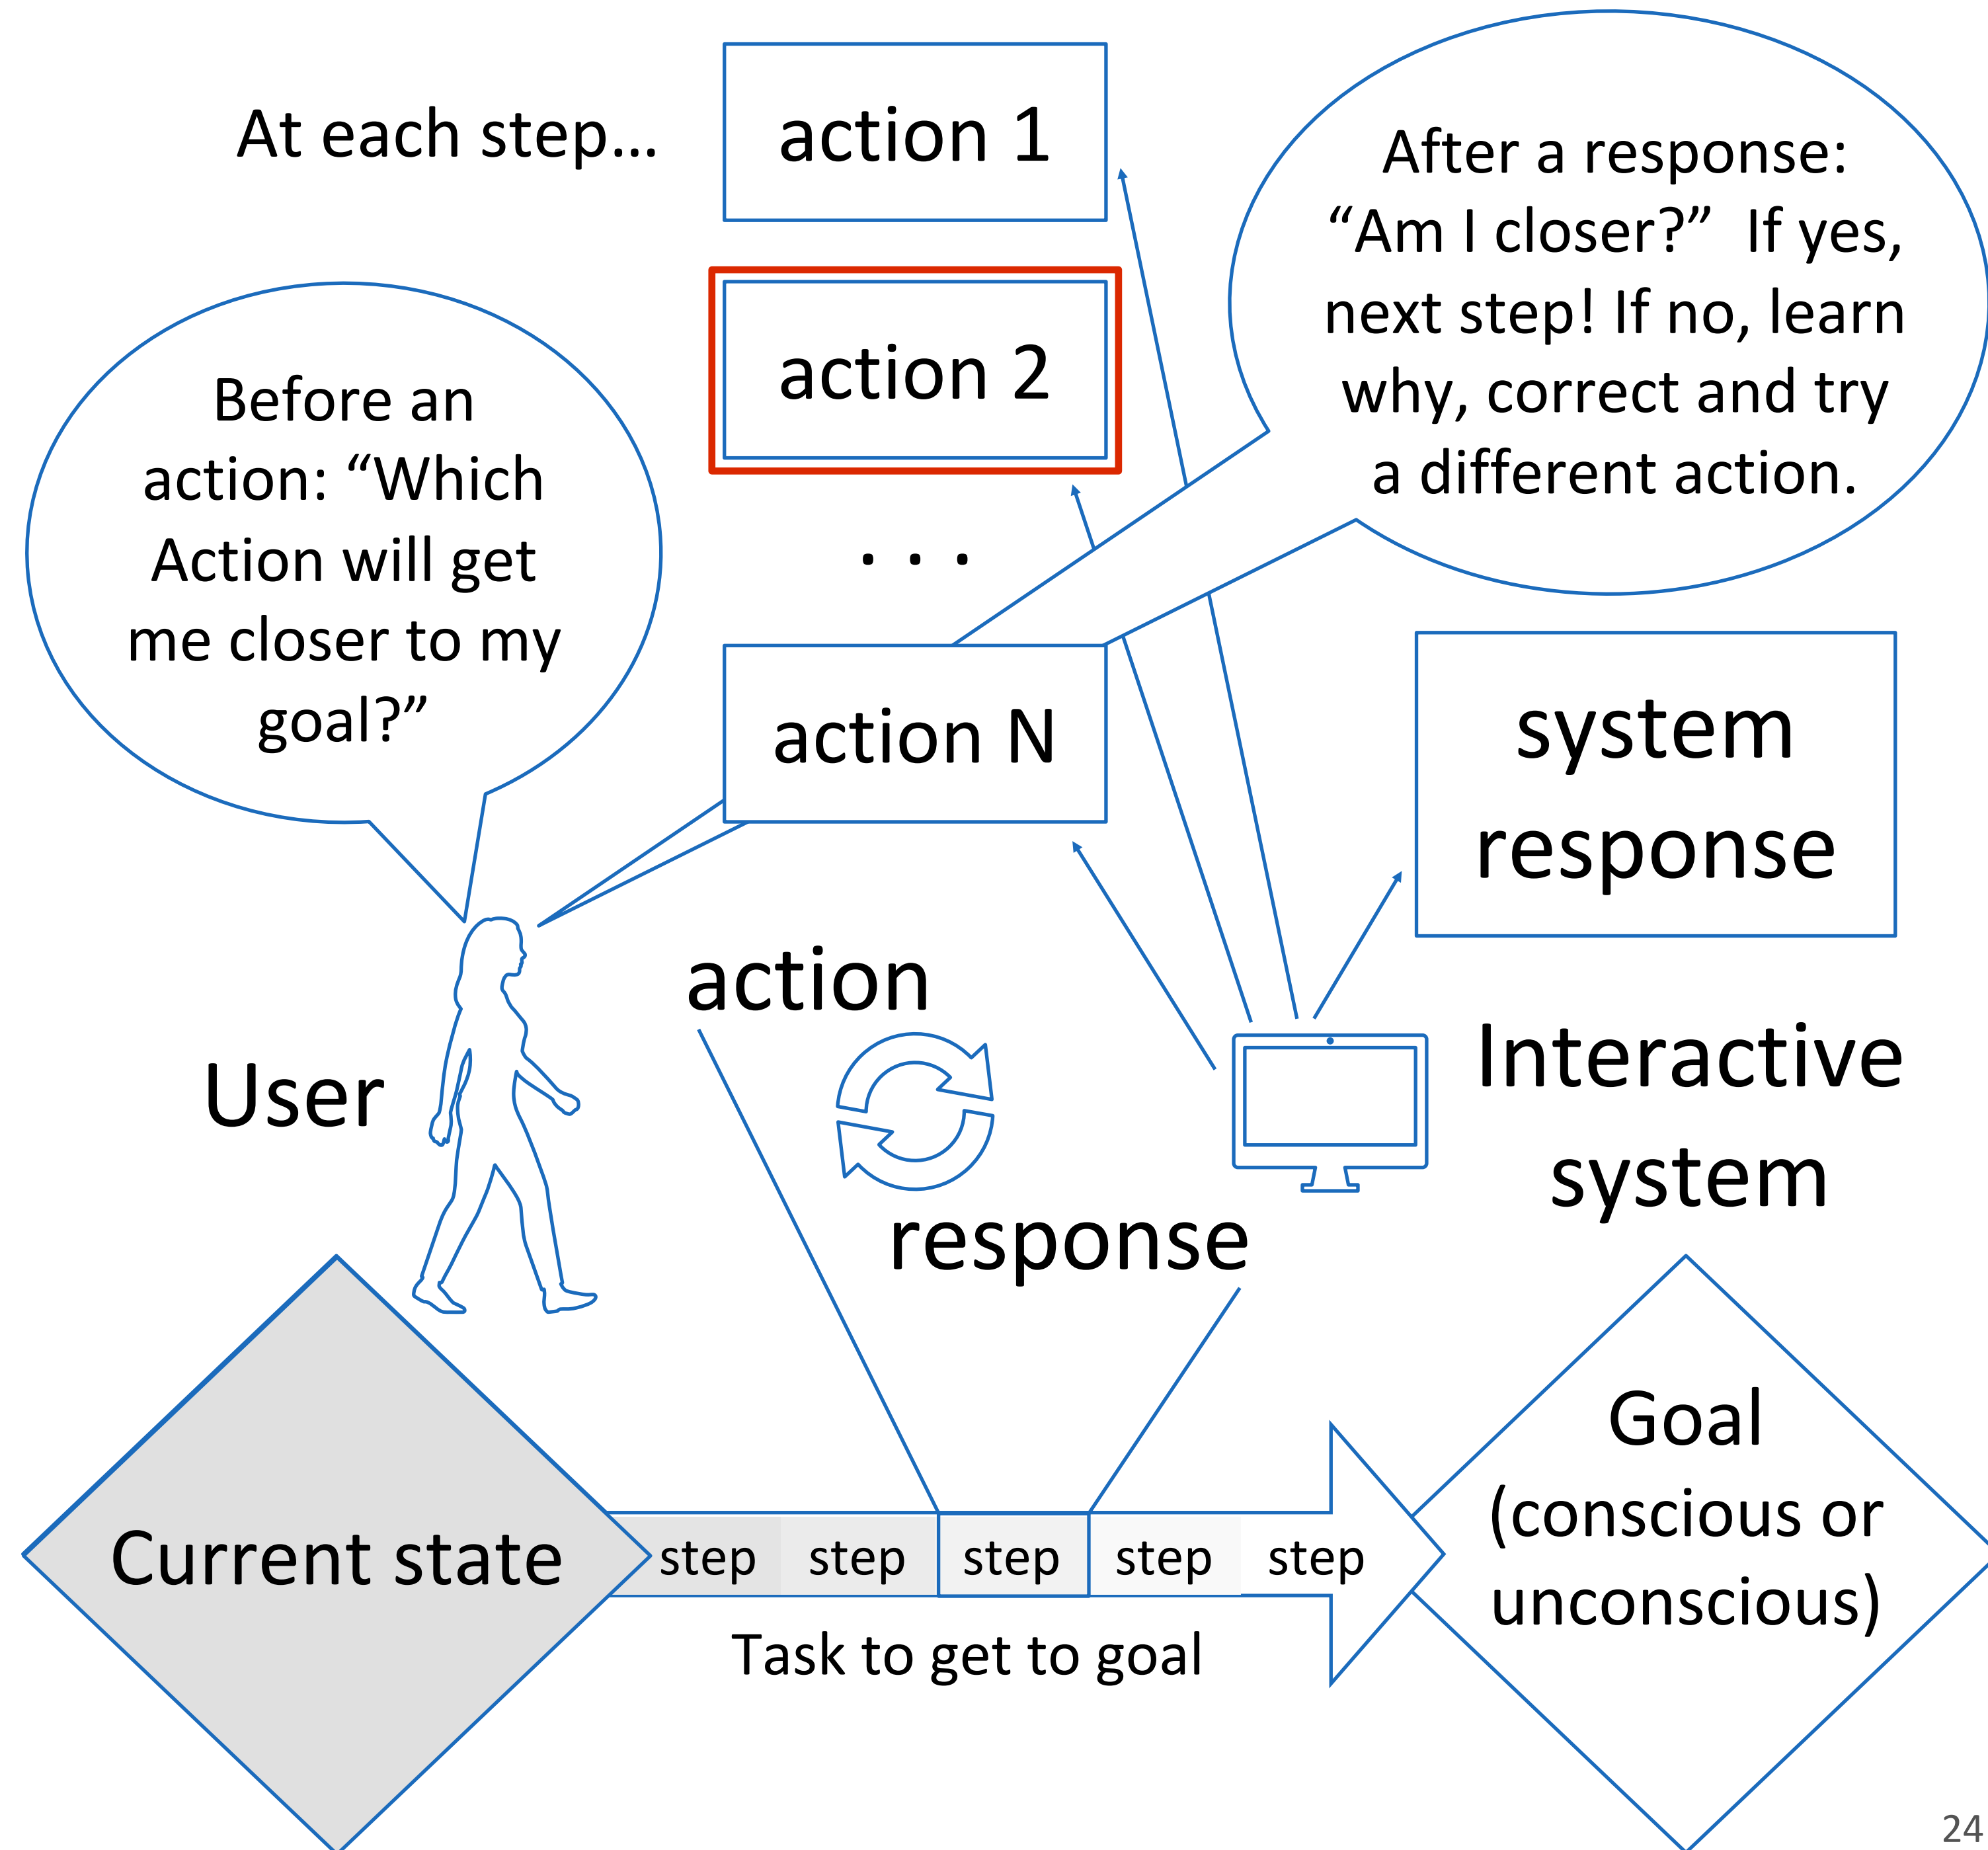 At each step…
action 1
action 2
. . .
action N
Before an
action: “Which
Action will get
me closer to my
goal?”
After a response:
“Am I closer?”  If yes,
next step! If no, learn
why, correct and try
a different action.
system
response
User
action
response
Interactive
system
Current state
step
step
step
step
step
Task to get to goal
Goal
(conscious or
unconscious)
24